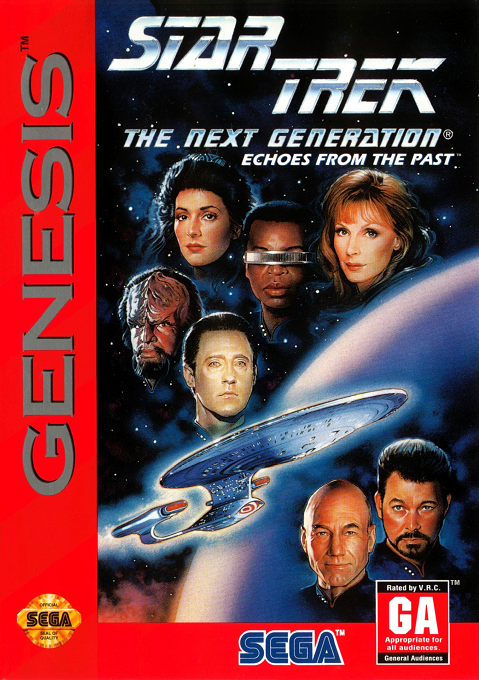 GENESIS™
STAR
TREK
THE NEXT GENERATION®
ECHOES FROM THE PAST™
OFFICIAL
SEGA
SEAL OF
QUALITY
SEGA™
Rated by V.R.C.
™
GA
Appropriate for
all audiences.
General Audiences